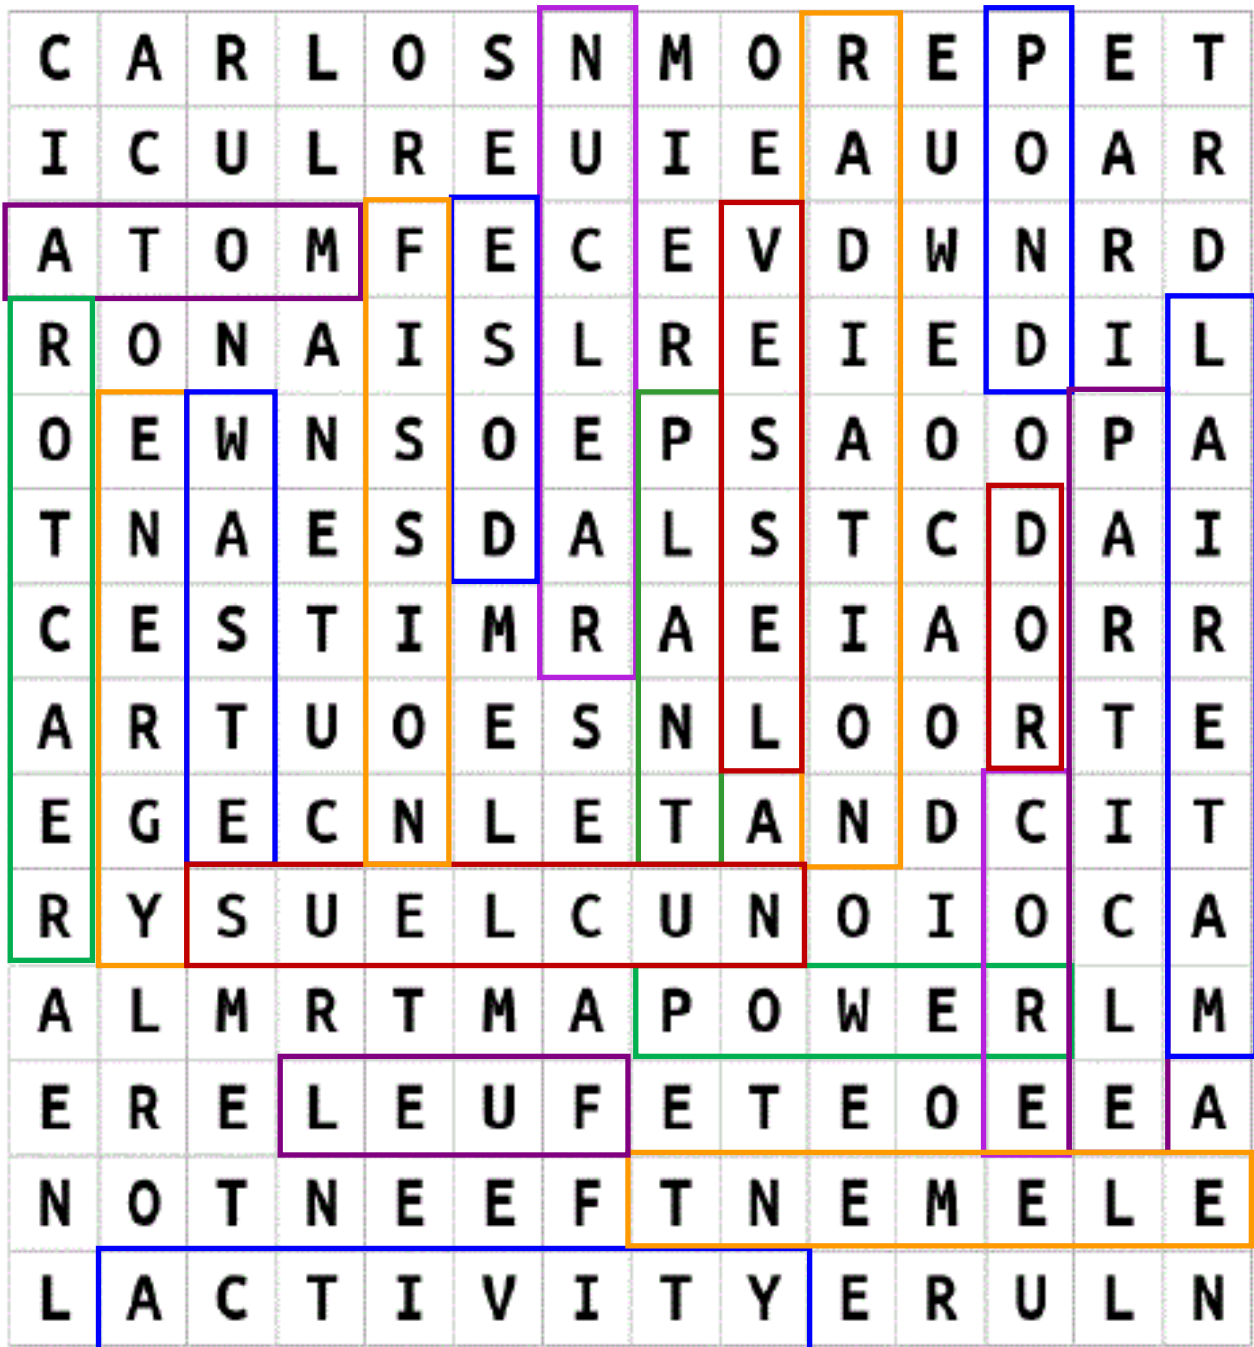 C A R L O S N M O R E P E T
I C U L R E U I E A U O A R
A T O M F E C E V D W N R D
R O N A I S L R E I E D I L
O E W N S O E P S A O O P A
T N A E S D A L S T C D A I
C E S T I M R A E I A O R R
A R T U O E S N L O O R T E
E G E C N L E T A N D C I T
R Y S U E L C U N O I O C A
A L M R T M A P O W E R L M
E R E L E U F E T E O E E A
N O T N E E F T N E M E L E
L A C T I V I T Y E R U L N